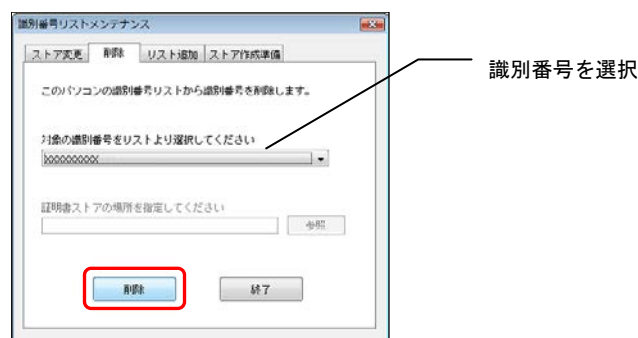 識別番号リストメンテナンス
ストア変更 削除 リスト追加 ストア作成準備
識別番号を選択
このパソコンの識別番号リストから識別番号を削除します。
対象の識別番号をリストより選択してください
XXXXXXXXXX
証明書ストアの場所を指定してください
参照
削除 終了